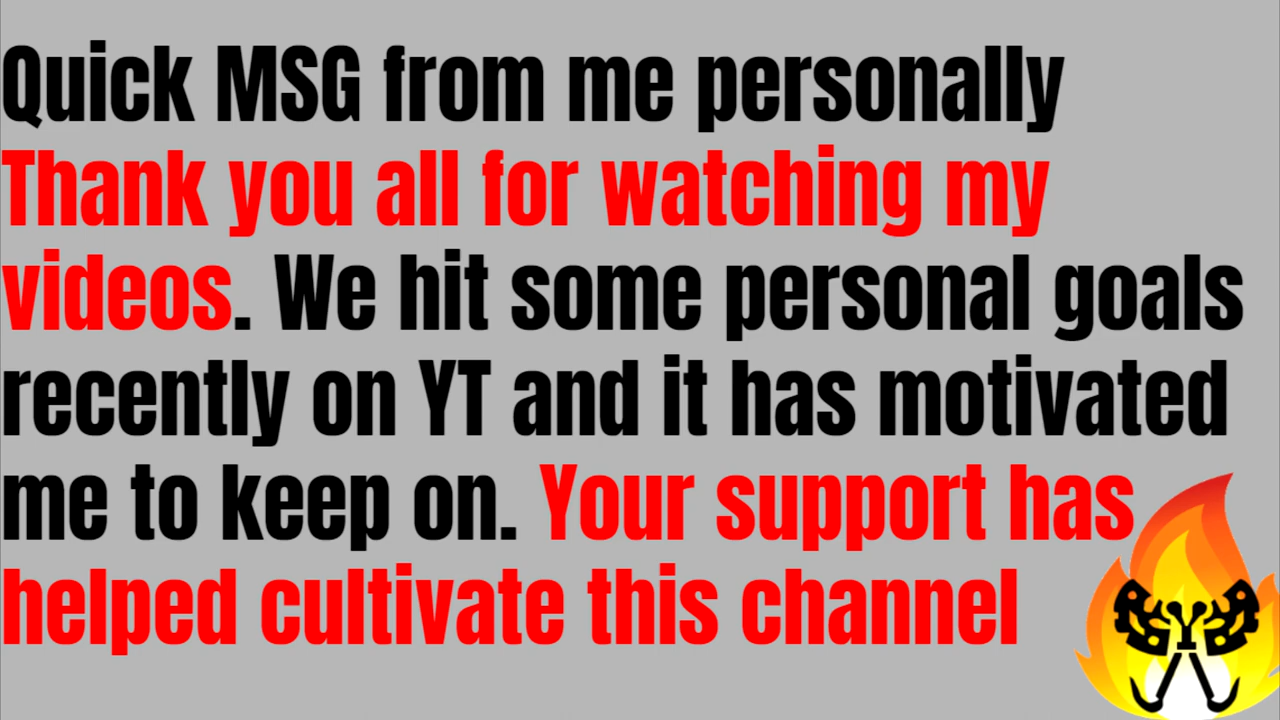 Quick MSG from me personally
Thank you all for watching my
videos. We hit some personal goals
recently on YT and it has motivated
me to keep on. Your support has
helped cultivate this channel